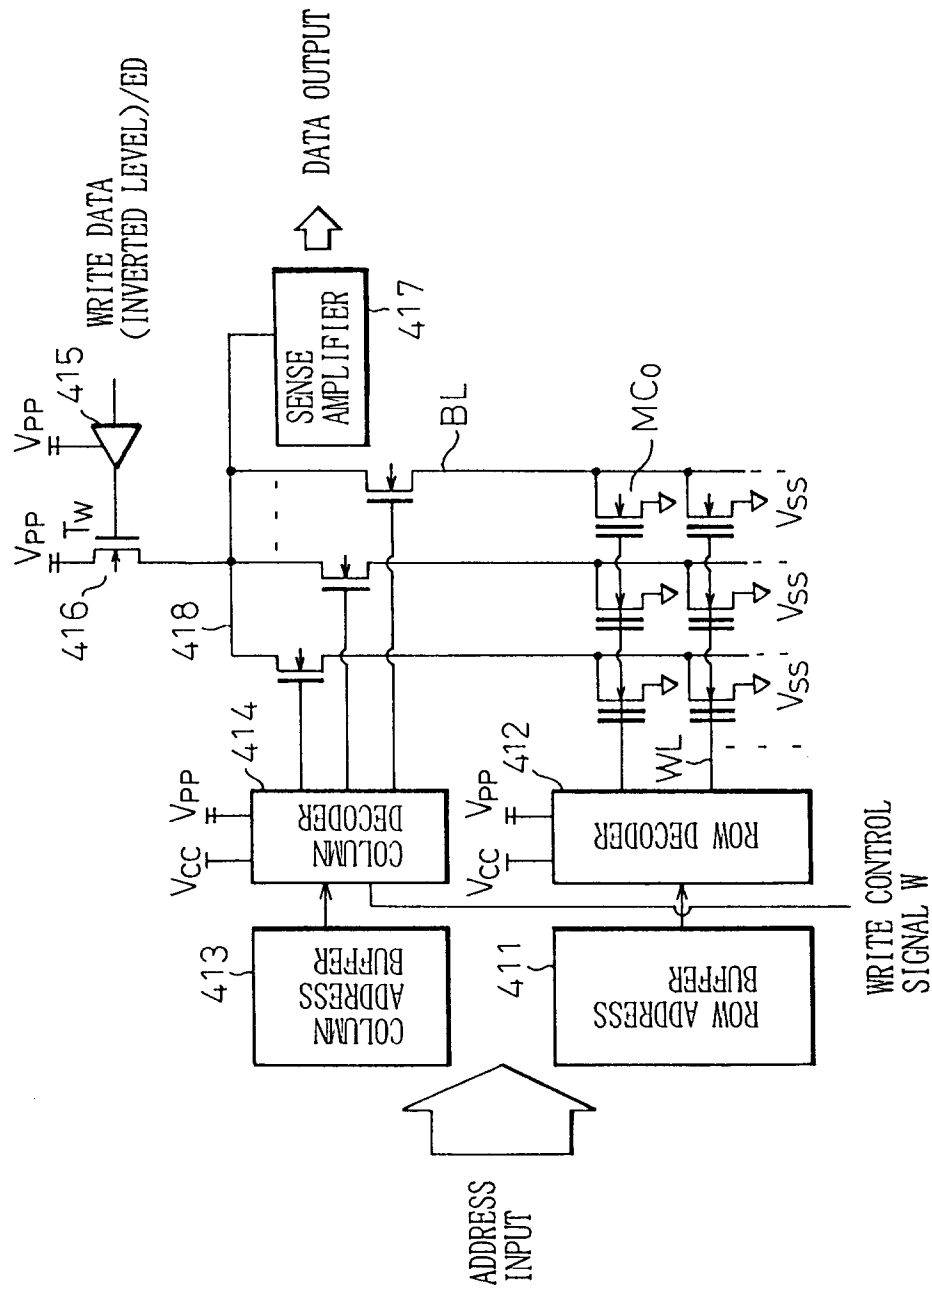 WRITE DATA
(INVERTED LEVEL)/ED
VPP
415
VPP
TW
416
418
SENSE
AMPLIFIER
417
DATA OUTPUT
BL
MCo
VCC
VPP
414
COLUMN
DECODER
413
COLUMN ADDRESS
BUFFER
VCC
VPP
412
ROW DECODER
WL
VSS
VSS
VSS
411
ROW ADDRESS
BUFFER
ADDRESS
INPUT
WRITE CONTROL
SIGNAL W